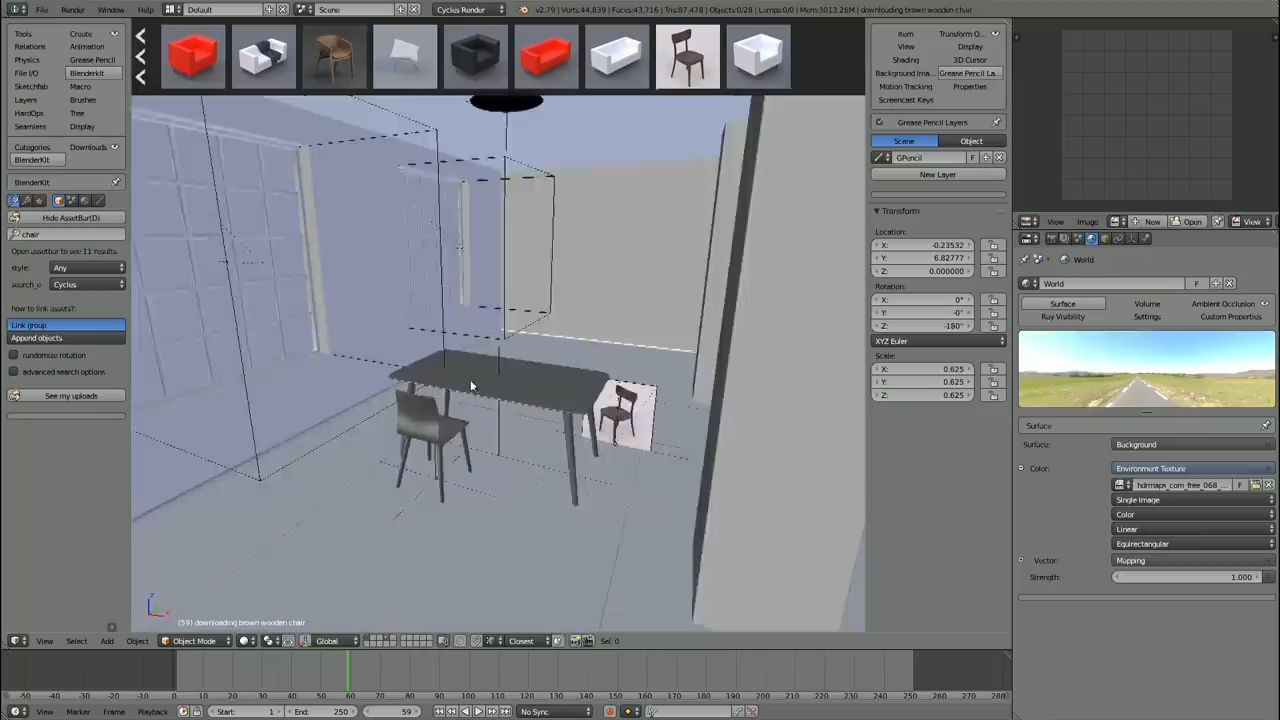 File Render Window Help Default Scene Cycles Render v2.79 | Verts:44,839 | Faces:43,716 | Tris:87,478 | Objects:0/28 | Lamps:0/0 | Mem:3013.26M | downloading brown wooden chair
Tools Create
Relations Animation
Physics Grease Pencil
File I/O Blenderkit
Sketchfab Macro
Layers Brushes
HardOps Tree
Seamless Display
Categories Downloads
BlenderKit
BlenderKit
Hide AssetBar(D)
chair
Open assetbar to see 11 results.
style: Any
search_e Cycles
how to link assets?:
Link group
Append objects
randomize rotation
advanced search options
See my uploads
(59) downloading brown wooden chair
View Select Add Object Object Mode Global Closest Sel: 0
Item Transform O...
View Display
Shading 3D Cursor
Background Ima... Grease Pencil La...
Motion Tracking Properties
Screencast Keys
Grease Pencil Layers
Scene Object
GPencil F
New Layer
Transform
Location:
X: -0.23532
Y: 6.82777
Z: 0.000000
Rotation:
X: 0°
Y: -0°
Z: -180°
XYZ Euler
Scale:
X: 0.625
Y: 0.625
Z: 0.625
View Image New Open View
World
World F
Surface Volume Ambient Occlusion
Ray Visibility Settings Custom Properties
Surface
Surface: Background
Color: Environment Texture
hdrmaps_com_free_068_... F
Single Image
Color
Linear
Equirectangular
Vector: Mapping
Strength: 1.000
-50 -40 -30 -20 -10 0 10 20 30 40 50 60 70 80 90 100 110 120 130 140 150 160 170 180 190 200 210 220 230 240 250 260 270 280
View Marker Frame Playback Start: 1 End: 250 59 No Sync